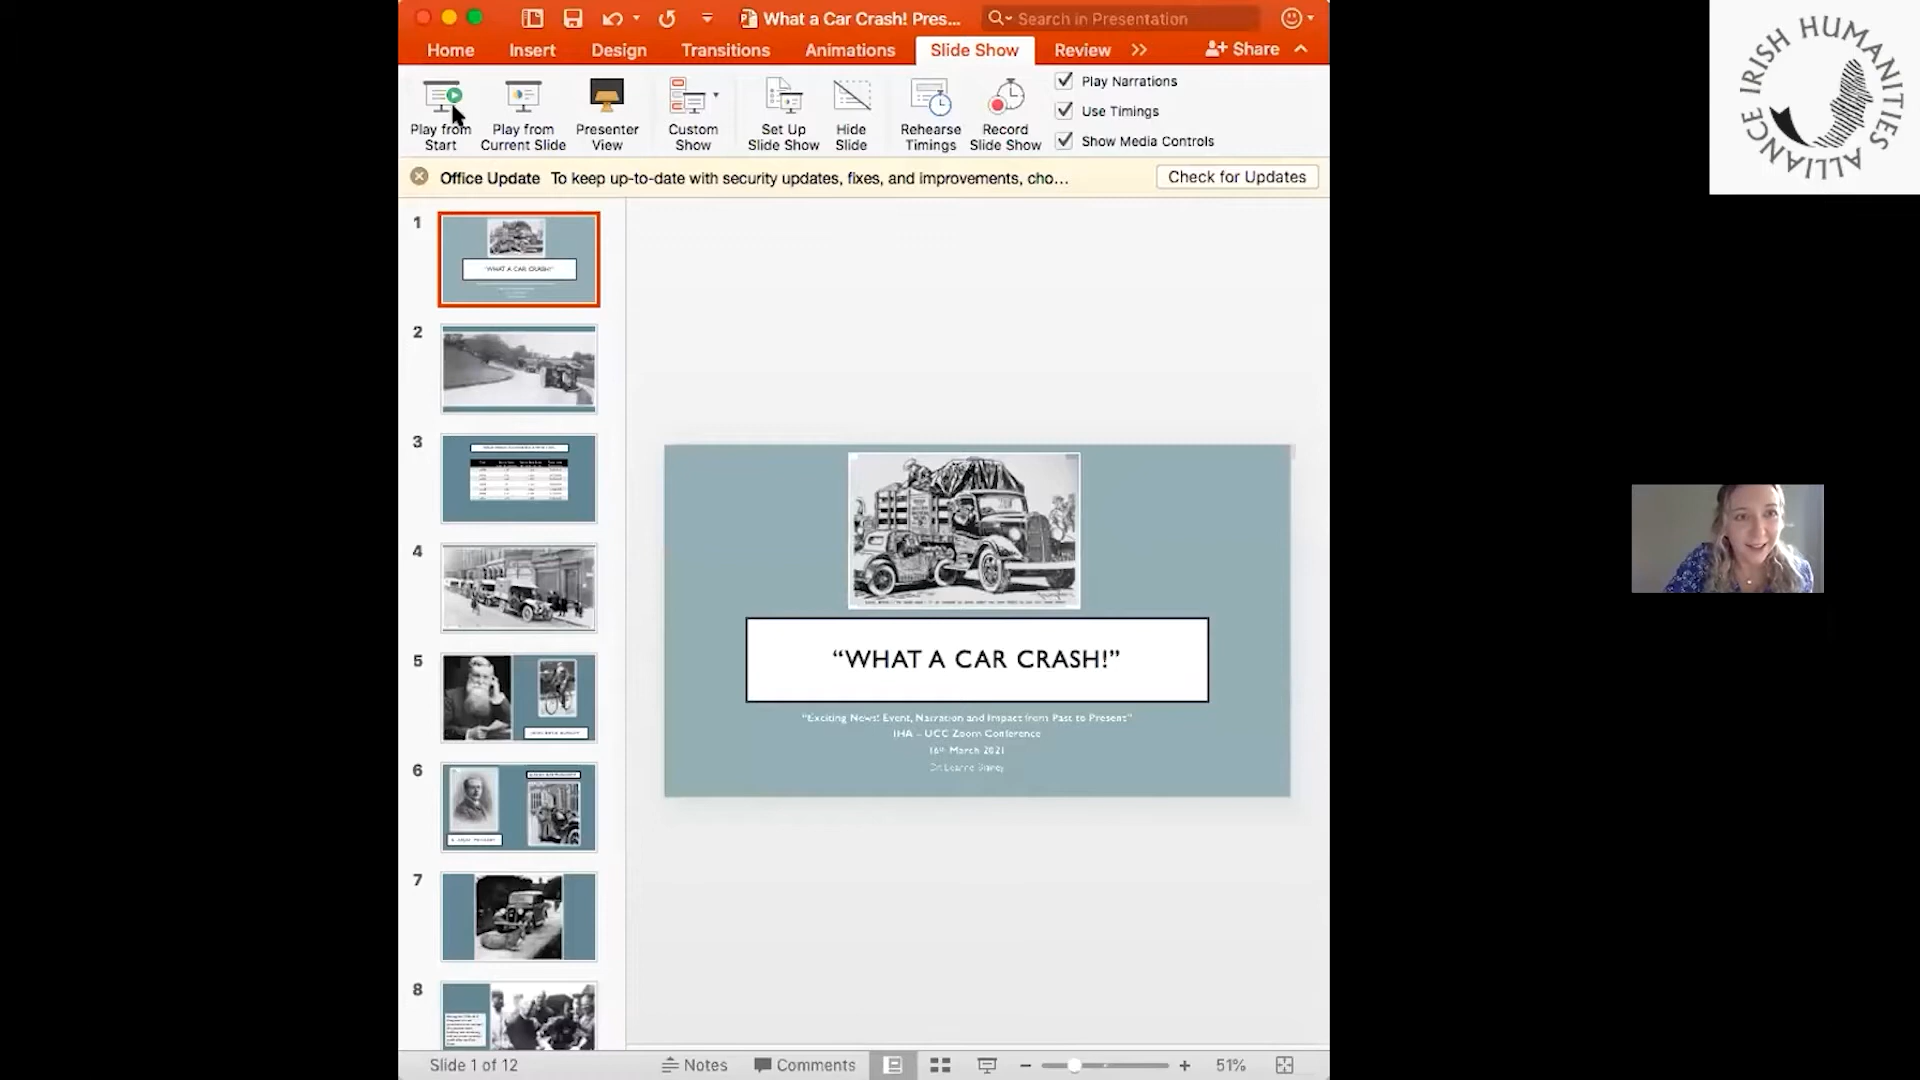 What a Car Crash! Pres...
Search in Presentation
Home Insert Design Transitions Animations Slide Show Review >> Share
Play from Start
Play from Current Slide
Presenter View
Custom Show
Set Up Slide Show
Hide Slide
Rehearse Timings
Record Slide Show
Play Narrations
Use Timings
Show Media Controls
Office Update To keep up-to-date with security updates, fixes, and improvements, cho... Check for Updates
1
"WHAT A CAR CRASH!"
2
3
4
5
6
7
8
“WHAT A CAR CRASH!”
“Exciting News! Event, Narration and Impact from Past to Present”
IHA – UCC Zoom Conference
16th March 2021
Dr Leanne
Slide 1 of 12 Notes Comments 51%
IRISH HUMANITIES ALLIANCE